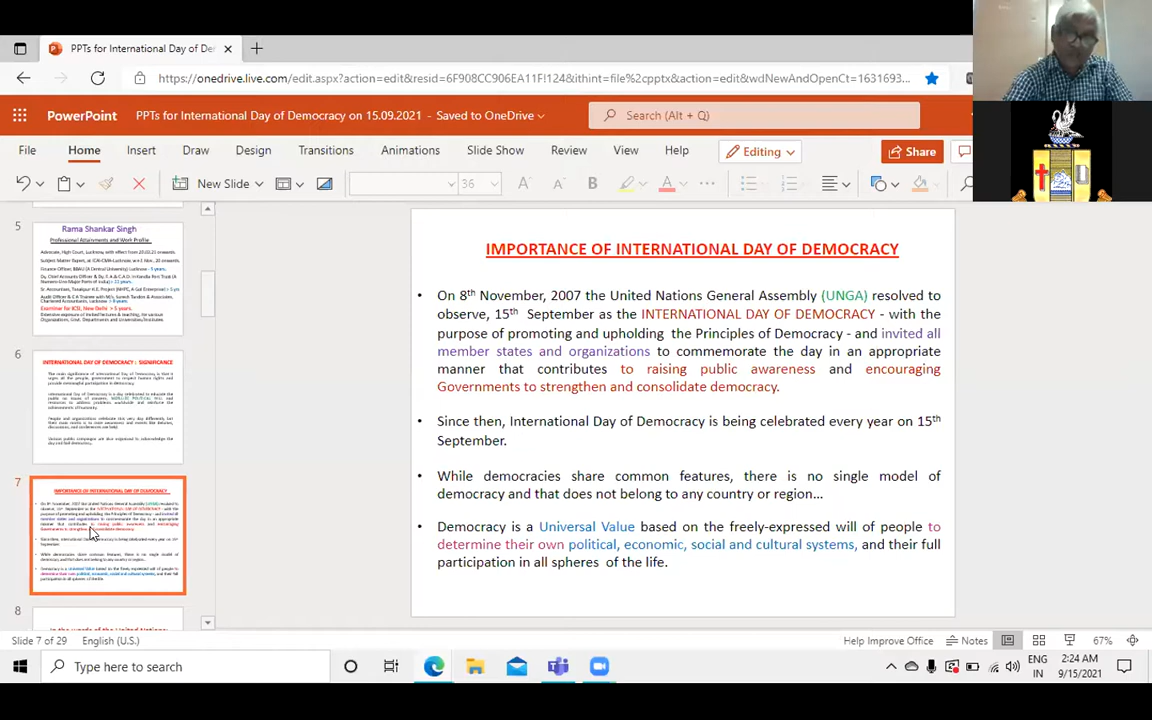 PPTs for International Day of De
https://onedrive.live.com/edit.aspx?action=edit&resid=6F908CC906EA11F!124&ithint=file%2cpptx&action=edit&wdNewAndOpenCt=1631693...
PowerPoint
PPTs for International Day of Democracy on 15.09.2021 - Saved to OneDrive
Search (Alt + Q)
File Home Insert Draw Design Transitions Animations Slide Show Review View Help Editing Share
New Slide 36 B A
5
Rama Shankar Singh
Professional Attainments and Work Profile
6
INTERNATIONAL DAY OF DEMOCRACY : SIGNIFICANCE
7
IMPORTANCE OF INTERNATIONAL DAY OF DEMOCRACY
8
In the words of the United Nations:
IMPORTANCE OF INTERNATIONAL DAY OF DEMOCRACY
• On 8th November, 2007 the United Nations General Assembly (UNGA) resolved to
observe, 15th September as the INTERNATIONAL DAY OF DEMOCRACY - with the
purpose of promoting and upholding the Principles of Democracy - and invited all
member states and organizations to commemorate the day in an appropriate
manner that contributes to raising public awareness and encouraging
Governments to strengthen and consolidate democracy.
• Since then, International Day of Democracy is being celebrated every year on 15th
September.
• While democracies share common features, there is no single model of
democracy and that does not belong to any country or region...
• Democracy is a Universal Value based on the freely-expressed will of people to
determine their own political, economic, social and cultural systems, and their full
participation in all spheres of the life.
Slide 7 of 29 English (U.S.) Help Improve Office Notes 67%
Type here to search
ENG
IN
2:24 AM
9/15/2021